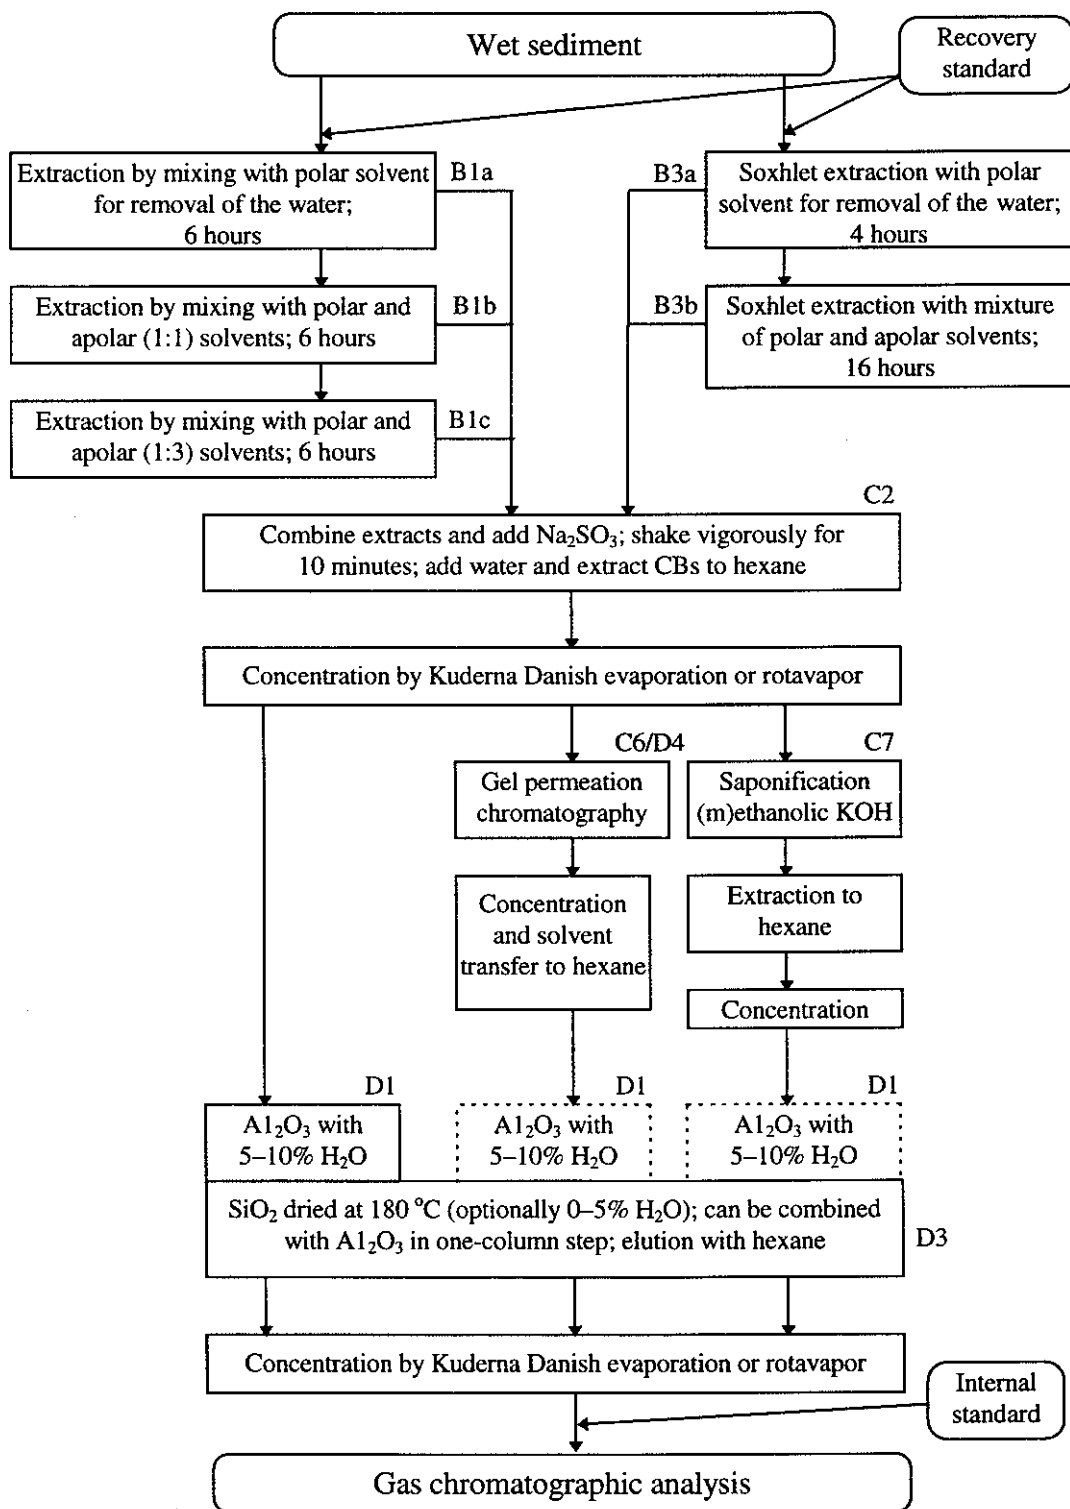 Wet sediment
Recovery
standard
Extraction by mixing with polar solvent
for removal of the water;
6 hours
B1a
B3a
Soxhlet extraction with polar
solvent for removal of the water;
4 hours
Extraction by mixing with polar and
apolar (1:1) solvents; 6 hours
B1b
B3b
Soxhlet extraction with mixture
of polar and apolar solvents;
16 hours
Extraction by mixing with polar and
apolar (1:3) solvents; 6 hours
B1c
C2
Combine extracts and add Na₂SO₃; shake vigorously for
10 minutes; add water and extract CBs to hexane
Concentration by Kuderna Danish evaporation or rotavapor
C6/D4
Gel permeation
chromatography
C7
Saponification
(m)ethanolic KOH
Concentration
and solvent
transfer to hexane
Extraction to
hexane
Concentration
D1
Al₂O₃ with
5–10% H₂O
D1
Al₂O₃ with
5–10% H₂O
D1
Al₂O₃ with
5–10% H₂O
SiO₂ dried at 180 °C (optionally 0–5% H₂O); can be combined
with Al₂O₃ in one-column step; elution with hexane
D3
Concentration by Kuderna Danish evaporation or rotavapor
Internal
standard
Gas chromatographic analysis